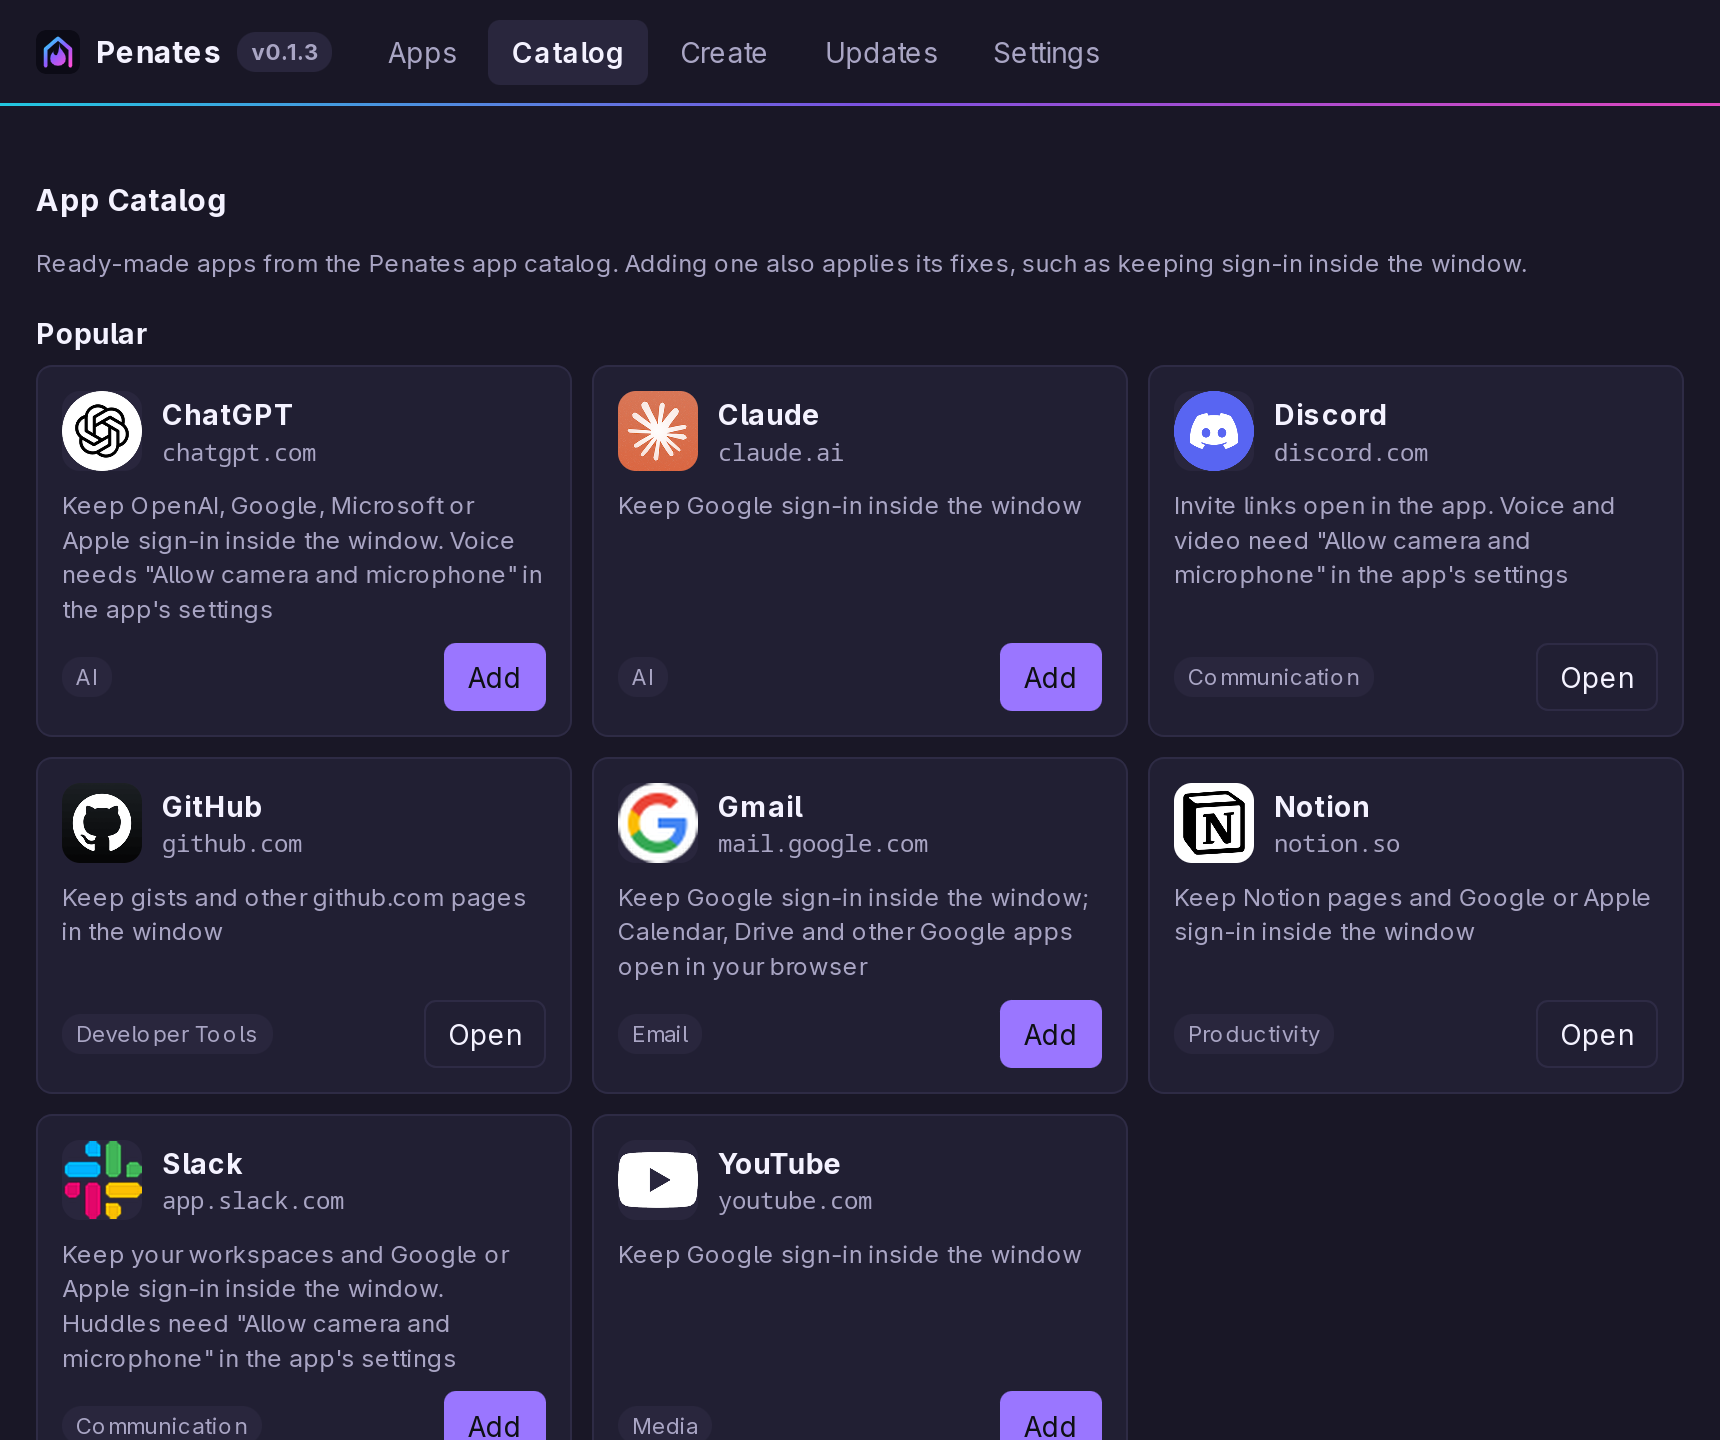 Penates v0.1.3 Apps Catalog Create Updates Settings
App Catalog
Ready-made apps from the Penates app catalog. Adding one also applies its fixes, such as keeping sign-in inside the window.
Popular
ChatGPT
chatgpt.com
Keep OpenAI, Google, Microsoft or
Apple sign-in inside the window. Voice
needs "Allow camera and microphone" in
the app's settings
AI
Add
Claude
claude.ai
Keep Google sign-in inside the window
AI
Add
Discord
discord.com
Invite links open in the app. Voice and
video need "Allow camera and
microphone" in the app's settings
Communication
Open
GitHub
github.com
Keep gists and other github.com pages
in the window
Developer Tools
Open
Gmail
mail.google.com
Keep Google sign-in inside the window;
Calendar, Drive and other Google apps
open in your browser
Email
Add
Notion
notion.so
Keep Notion pages and Google or Apple
sign-in inside the window
Productivity
Open
Slack
app.slack.com
Keep your workspaces and Google or
Apple sign-in inside the window.
Huddles need "Allow camera and
microphone" in the app's settings
Communication
Add
YouTube
youtube.com
Keep Google sign-in inside the window
Media
Add